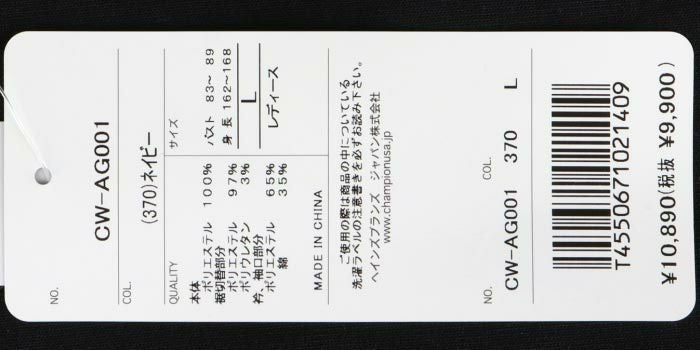 NO. CW-AG001
COL. (370)ネイビー
QUALITY
本体
ポリエステル 100%
裾切替部分
ポリエステル 97%
ポリウレタン 3%
衿、袖口部分
ポリエステル 65%
綿 35%
サイズ
バスト 83~ 89
身 長 162~168
L
レディース
MADE IN CHINA
ご使用の際は商品の中についている
洗濯ラベルの注意書きを必ずお読み下さい。
ヘインズブランズ ジャパン株式会社
www.championusa.jp
NO. CW-AG001
COL. 370
L
T4550671021409
¥10,890(税抜 ¥9,900)